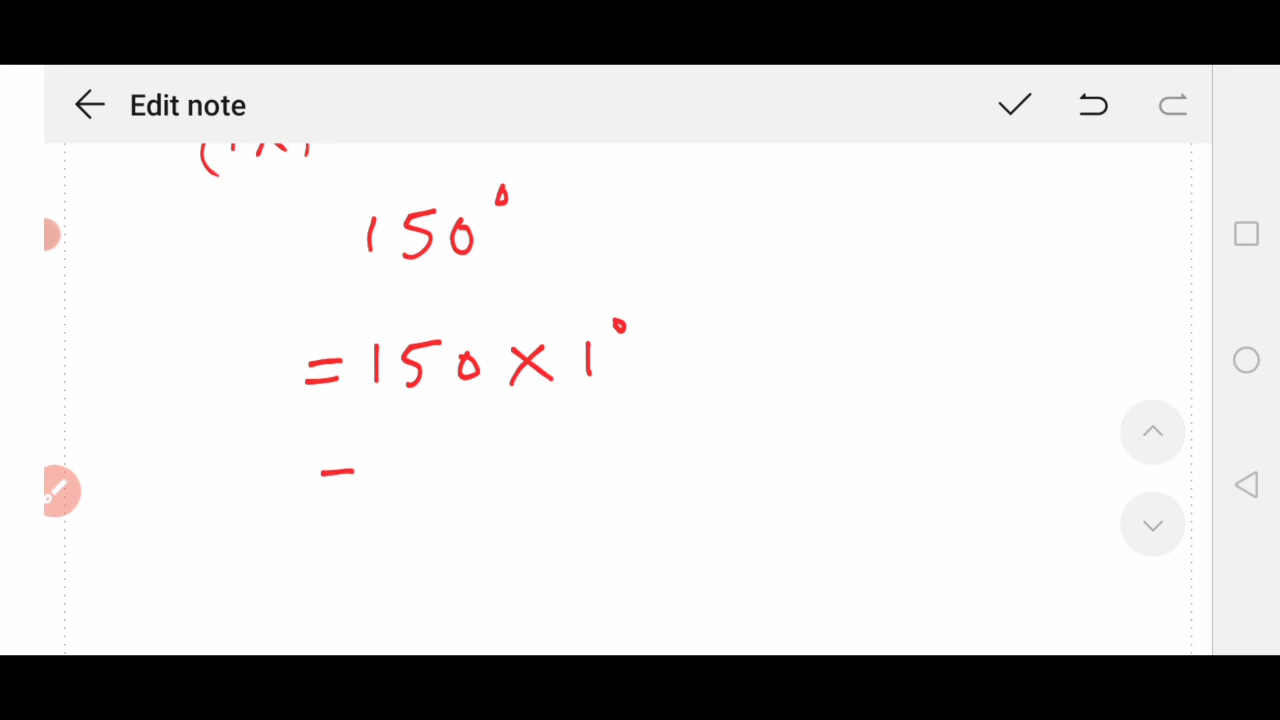 Edit note
150°
= 150 × 1°
–